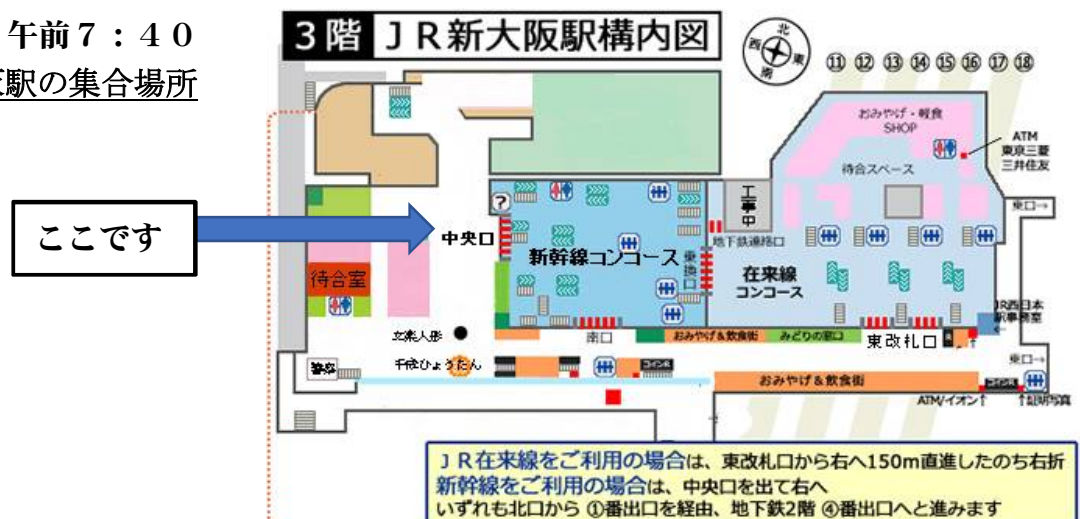 午前7：40
駅の集合場所
3階 JR新大阪駅構内図
北
西 東
南
⑪ ⑫ ⑬ ⑭ ⑮ ⑯ ⑰ ⑱
おみやげ・軽食
SHOP
ATM
東京三菱
三井住友
待合スペース
東口→
工事中
ここです
?
中央口
地下鉄連絡口
新幹線コンコース
乗換口
在来線
コンコース
待合室
JR西日本
駅事務室
←
文楽人形
南口
おみやげ&飲食街
みどりの窓口
東改札口
警察
千成ひょうたん
コインロ
東口→
おみやげ&飲食街
コインロ
ATM/イオン↑
↑証明写真
JR在来線をご利用の場合は、東改札口から右へ150m直進したのち右折
新幹線をご利用の場合は、中央口を出て右へ
いずれも北口から ①番出口を経由、地下鉄2階 ④番出口へと進みます